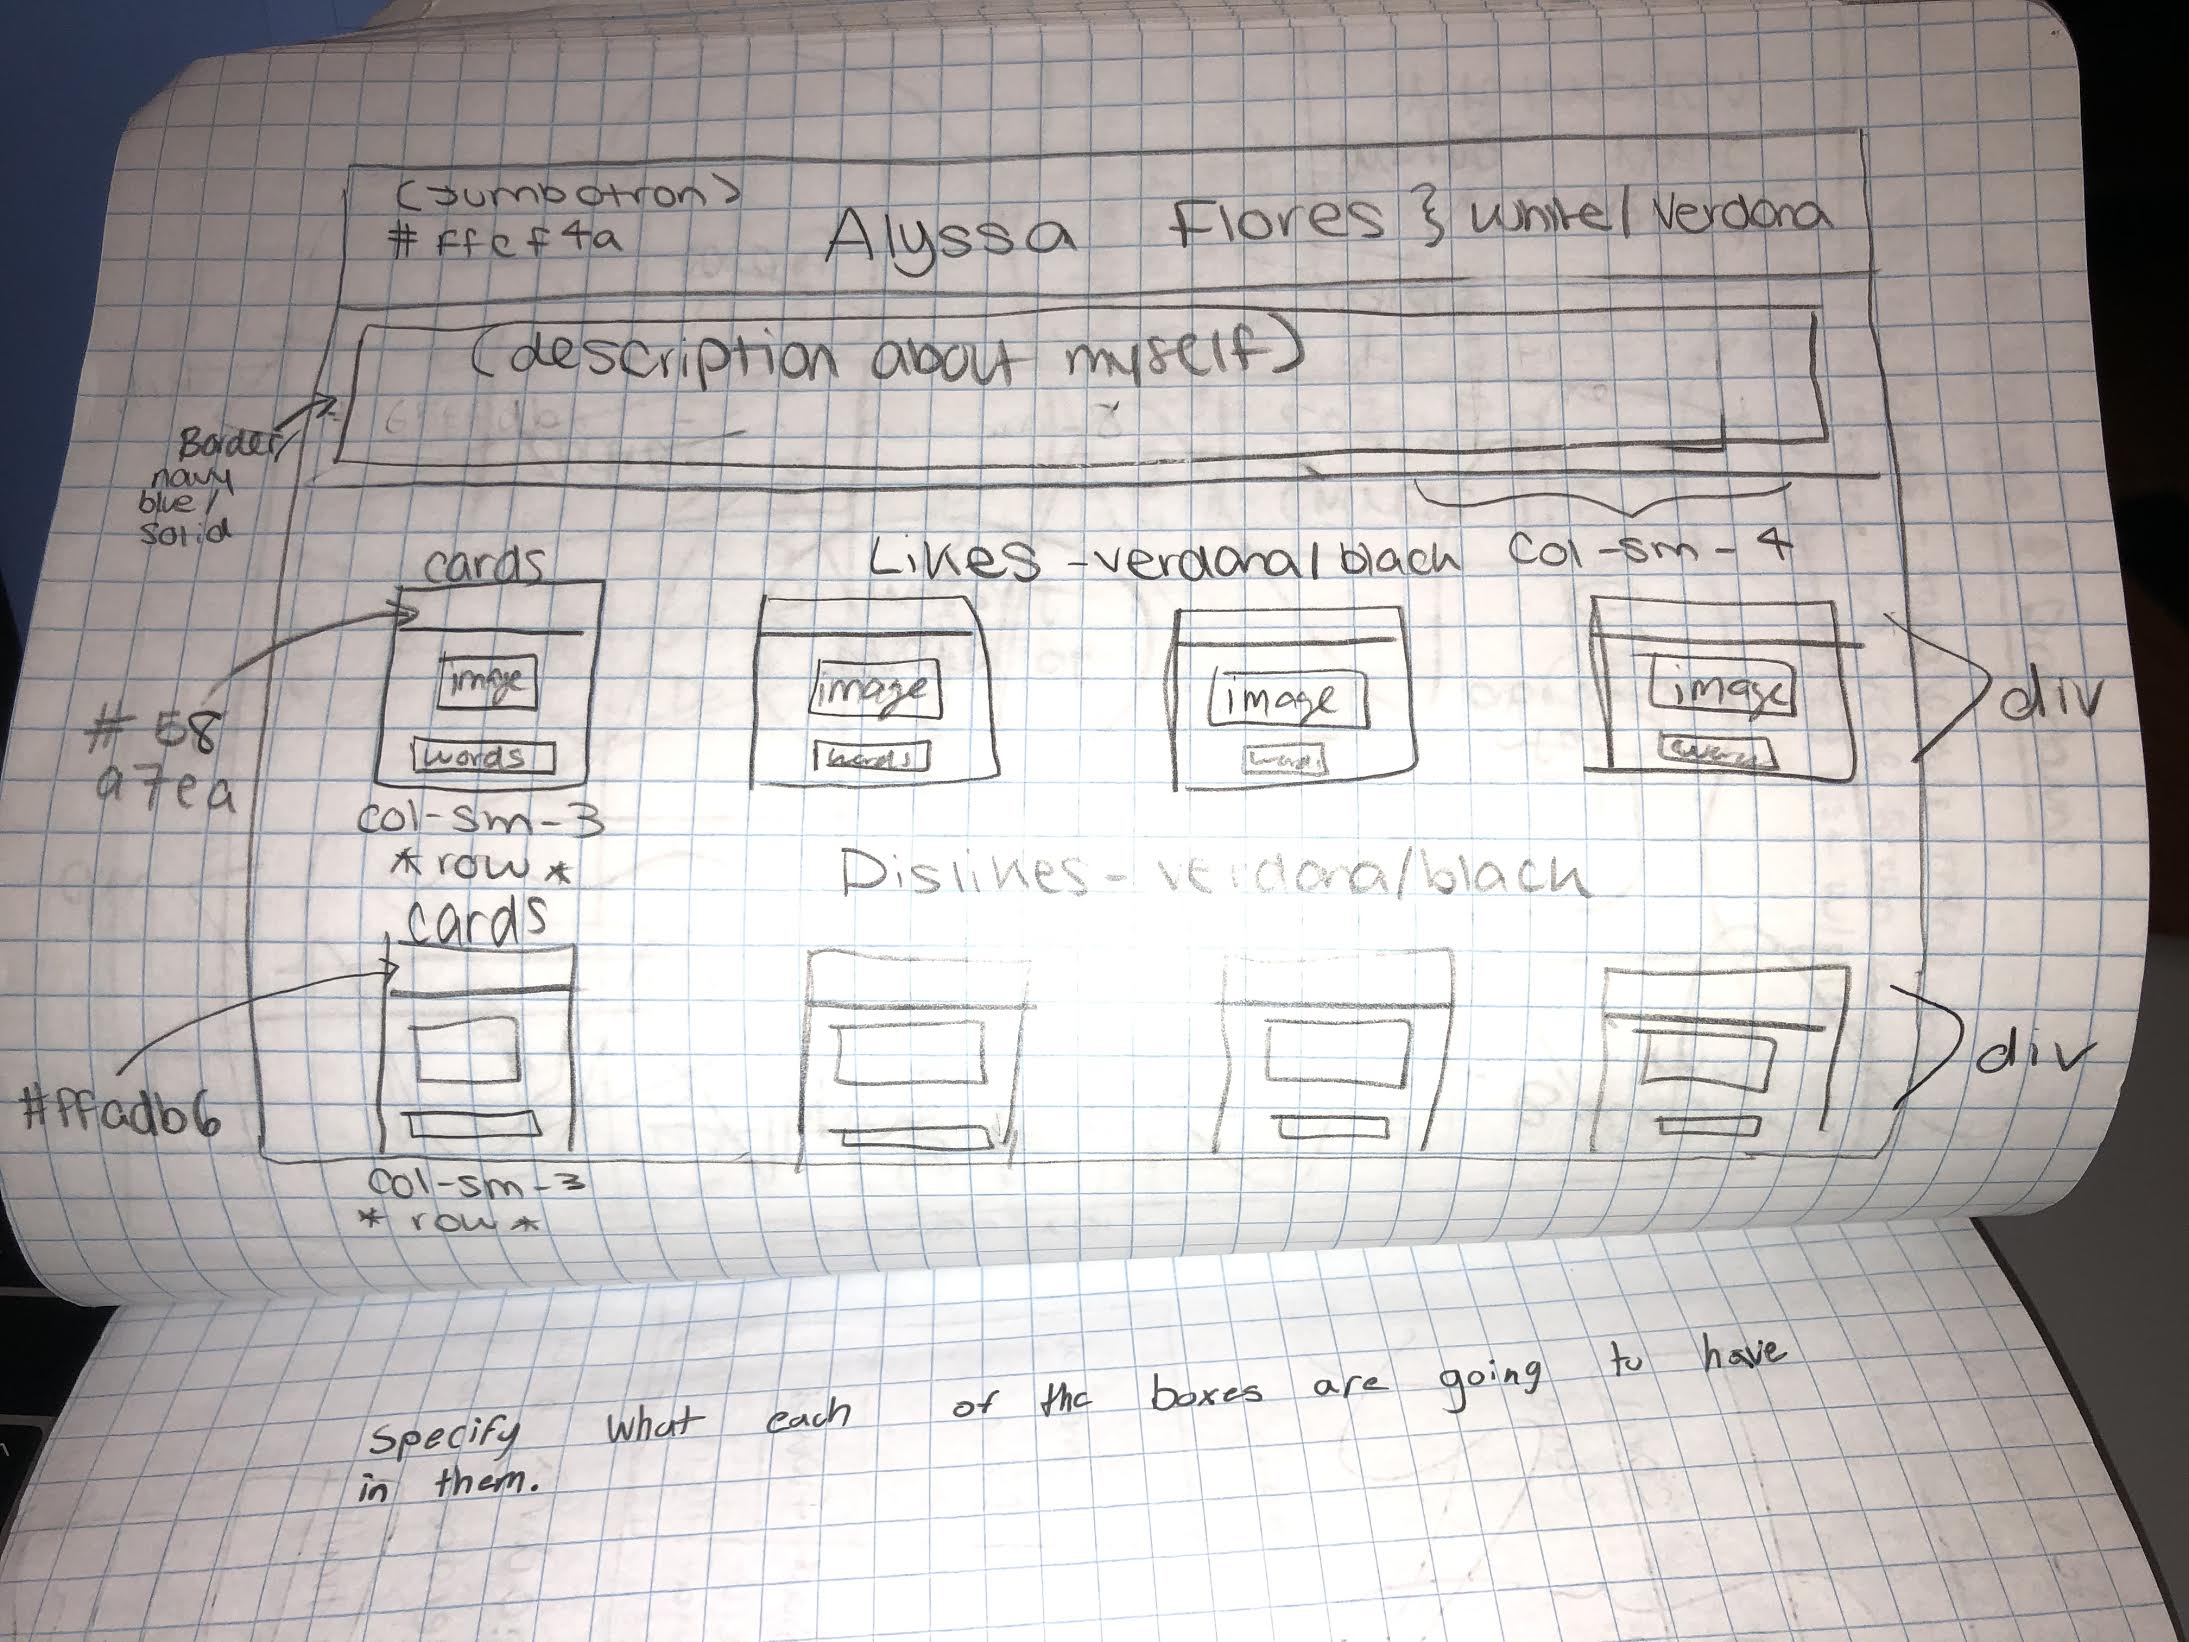 (Jumbotron)
#ffcf4a
Alyssa Flores } white/Verdana
(description about myself)
Border/
navy
blue/
solid
cards
Likes - verdana/black
col-sm-4
#58
a7ea
image
image
image
image
words
words
words
div
col-sm-3
*row*
Dislikes - verdana/black
cards
#ffadb6
div
col-sm-3
*row*
Specify what each of the boxes are going to have
in them.